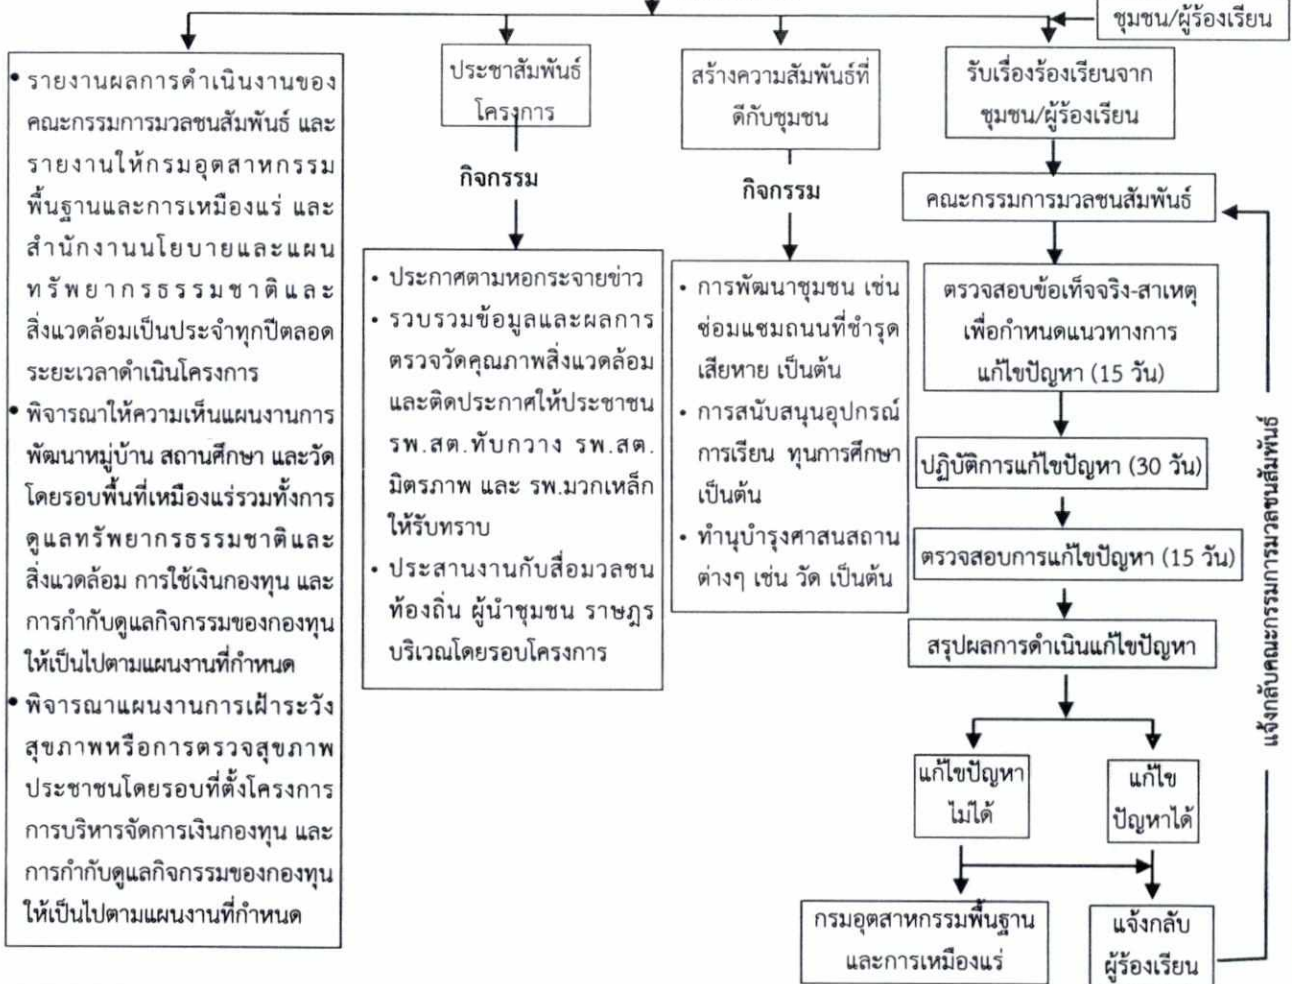 ชุมชน/ผู้ร้องเรียน
• รายงานผลการดำเนินงานของ
คณะกรรมการมวลชนสัมพันธ์ และ
รายงานให้กรมอุตสาหกรรม
พื้นฐานและการเหมืองแร่ และ
สำนักงานนโยบายและแผน
ทรัพยากรธรรมชาติและ
สิ่งแวดล้อมเป็นประจำทุกปีตลอด
ระยะเวลาดำเนินโครงการ
• พิจารณาให้ความเห็นแผนงานการ
พัฒนาหมู่บ้าน สถานศึกษา และวัด
โดยรอบพื้นที่เหมืองแร่รวมทั้งการ
ดูแลทรัพยากรธรรมชาติและ
สิ่งแวดล้อม การใช้เงินกองทุน และ
การกำกับดูแลกิจกรรมของกองทุน
ให้เป็นไปตามแผนงานที่กำหนด
• พิจารณาแผนงานการเฝ้าระวัง
สุขภาพหรือการตรวจสุขภาพ
ประชาชนโดยรอบที่ตั้งโครงการ
การบริหารจัดการเงินกองทุน และ
การกำกับดูแลกิจกรรมของกองทุน
ให้เป็นไปตามแผนงานที่กำหนด
ประชาสัมพันธ์
โครงการ
กิจกรรม
• ประกาศตามหอกระจายข่าว
• รวบรวมข้อมูลและผลการ
ตรวจวัดคุณภาพสิ่งแวดล้อม
และติดประกาศให้ประชาชน
รพ.สต.ทับกวาง รพ.สต.
มิตรภาพ และ รพ.มวกเหล็ก
ให้รับทราบ
• ประสานงานกับสื่อมวลชน
ท้องถิ่น ผู้นำชุมชน ราษฎร
บริเวณโดยรอบโครงการ
สร้างความสัมพันธ์ที่
ดีกับชุมชน
กิจกรรม
• การพัฒนาชุมชน เช่น
ซ่อมแซมถนนที่ชำรุด
เสียหาย เป็นต้น
• การสนับสนุนอุปกรณ์
การเรียน ทุนการศึกษา
เป็นต้น
• ทำนุบำรุงศาสนสถาน
ต่างๆ เช่น วัด เป็นต้น
รับเรื่องร้องเรียนจาก
ชุมชน/ผู้ร้องเรียน
คณะกรรมการมวลชนสัมพันธ์
ตรวจสอบข้อเท็จจริง-สาเหตุ
เพื่อกำหนดแนวทางการ
แก้ไขปัญหา (15 วัน)
ปฏิบัติการแก้ไขปัญหา (30 วัน)
ตรวจสอบการแก้ไขปัญหา (15 วัน)
สรุปผลการดำเนินแก้ไขปัญหา
แก้ไขปัญหา
ไม่ได้
แก้ไข
ปัญหาได้
กรมอุตสาหกรรมพื้นฐาน
และการเหมืองแร่
แจ้งกลับ
ผู้ร้องเรียน
แจ้งกลับคณะกรรมการมวลชนสัมพันธ์